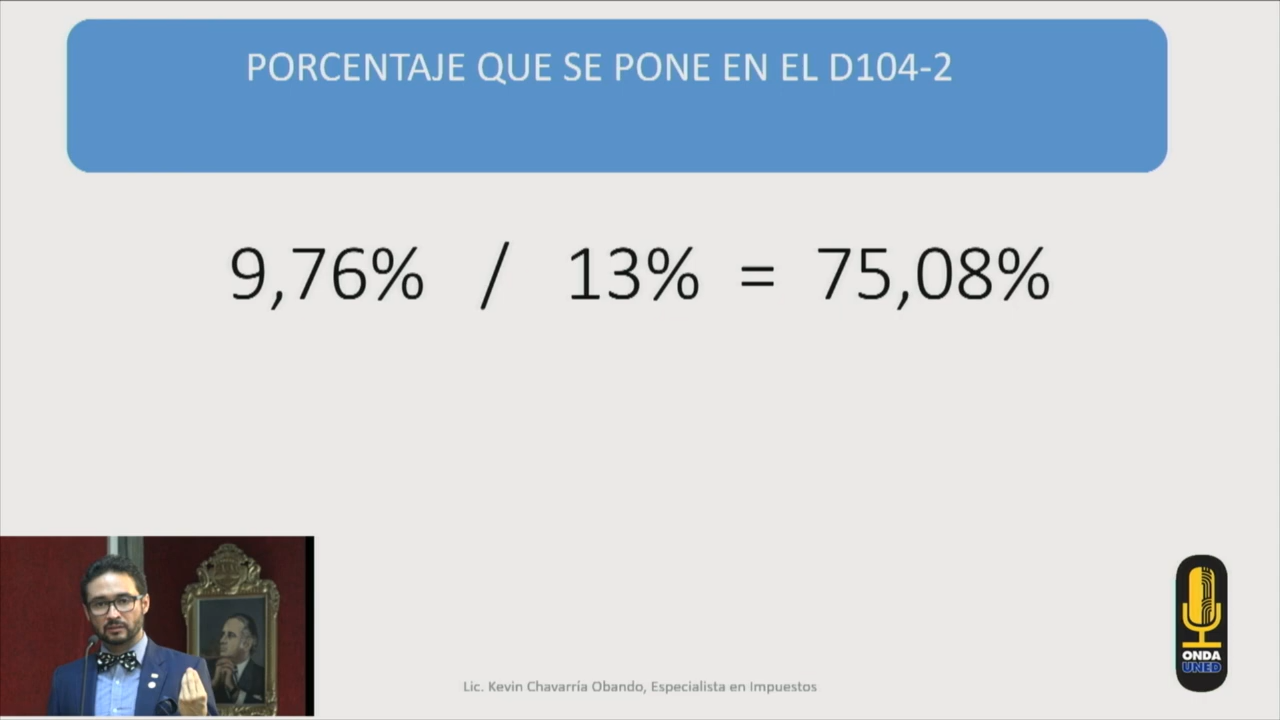 PORCENTAJE QUE SE PONE EN EL D104-2
9,76% / 13% = 75,08%
Lic. Kevin Chavarría Obando, Especialista en Impuestos
ONDA
UNED